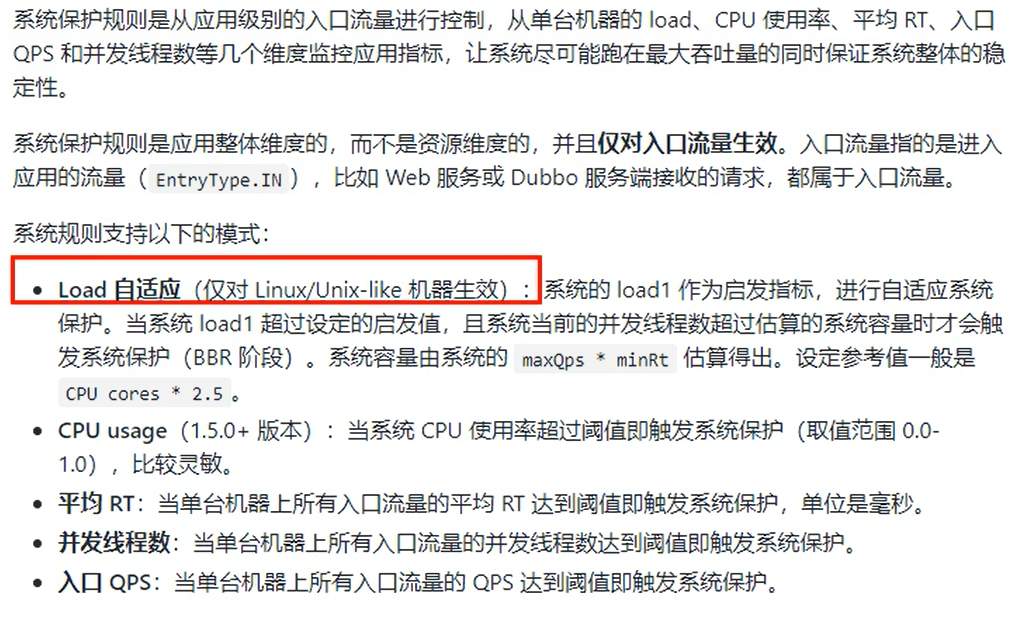 系统保护规则是从应用级别的入口流量进行控制，从单台机器的 load、CPU 使用率、平均 RT、入口
QPS 和并发线程数等几个维度监控应用指标，让系统尽可能跑在最大吞吐量的同时保证系统整体的稳
定性。
系统保护规则是应用整体维度的，而不是资源维度的，并且仅对入口流量生效。入口流量指的是进入
应用的流量（EntryType.IN），比如 Web 服务或 Dubbo 服务端接收的请求，都属于入口流量。
系统规则支持以下的模式：
• Load 自适应（仅对 Linux/Unix-like 机器生效）：系统的 load1 作为启发指标，进行自适应系统
保护。当系统 load1 超过设定的启发值，且系统当前的并发线程数超过估算的系统容量时才会触
发系统保护（BBR 阶段）。系统容量由系统的 maxQps * minRt 估算得出。设定参考值一般是
CPU cores * 2.5。
• CPU usage（1.5.0+ 版本）：当系统 CPU 使用率超过阈值即触发系统保护（取值范围 0.0-
1.0），比较灵敏。
• 平均 RT：当单台机器上所有入口流量的平均 RT 达到阈值即触发系统保护，单位是毫秒。
• 并发线程数：当单台机器上所有入口流量的并发线程数达到阈值即触发系统保护。
• 入口 QPS：当单台机器上所有入口流量的 QPS 达到阈值即触发系统保护。